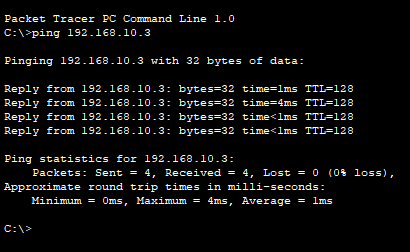 Packet Tracer PC Command Line 1.0
C:\>ping 192.168.10.3
Pinging 192.168.10.3 with 32 bytes of data:
Reply from 192.168.10.3: bytes=32 time=1ms TTL=128
Reply from 192.168.10.3: bytes=32 time=4ms TTL=128
Reply from 192.168.10.3: bytes=32 time<1ms TTL=128
Reply from 192.168.10.3: bytes=32 time<1ms TTL=128
Ping statistics for 192.168.10.3:
Packets: Sent = 4, Received = 4, Lost = 0 (0% loss),
Approximate round trip times in milli-seconds:
Minimum = 0ms, Maximum = 4ms, Average = 1ms
C:\>